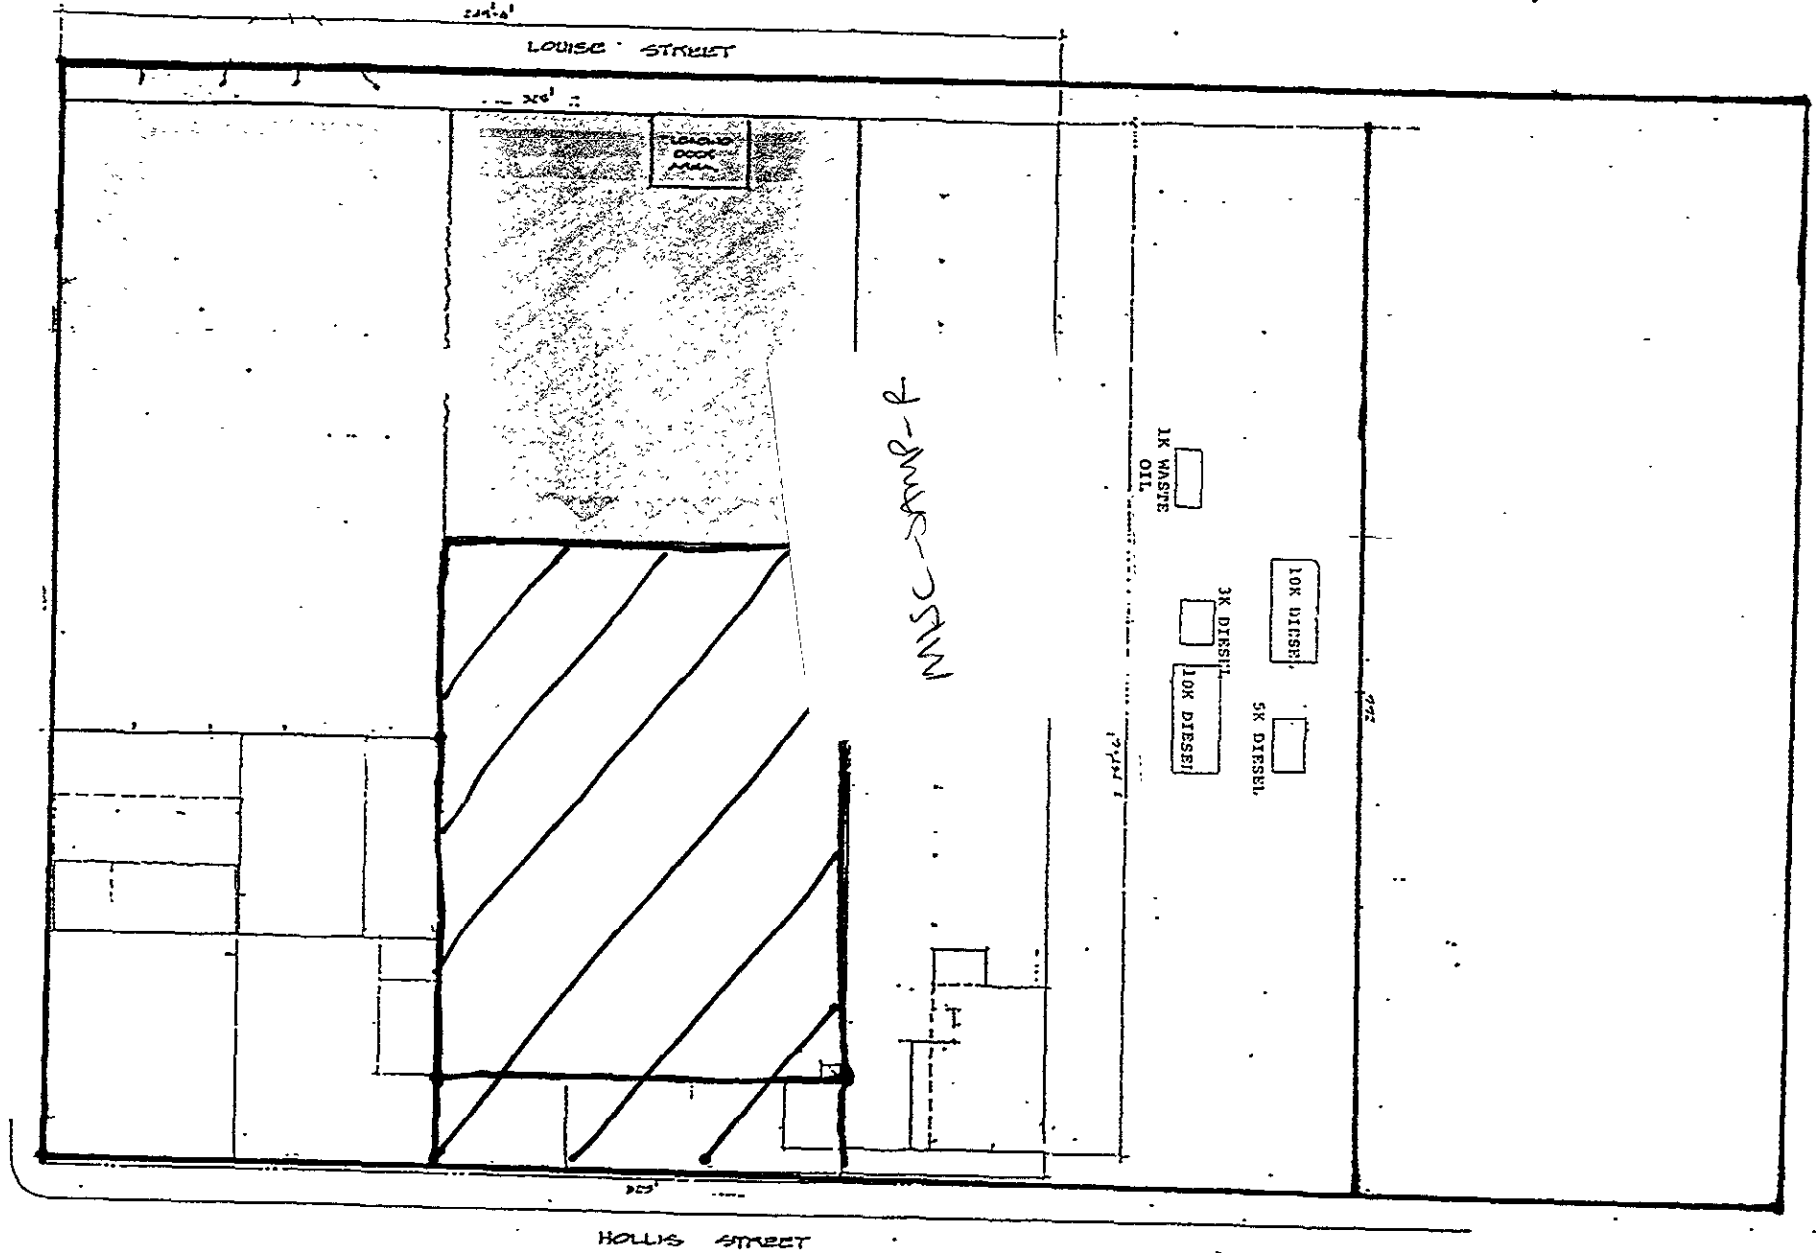 LOUISE STREET
LOADING
DOCK
AREA
MISC-SAMP-R
1K WASTE
OIL
10K DIESEL
3K DIESEL
10K DIESEL
5K DIESEL
HOLLIS STREET